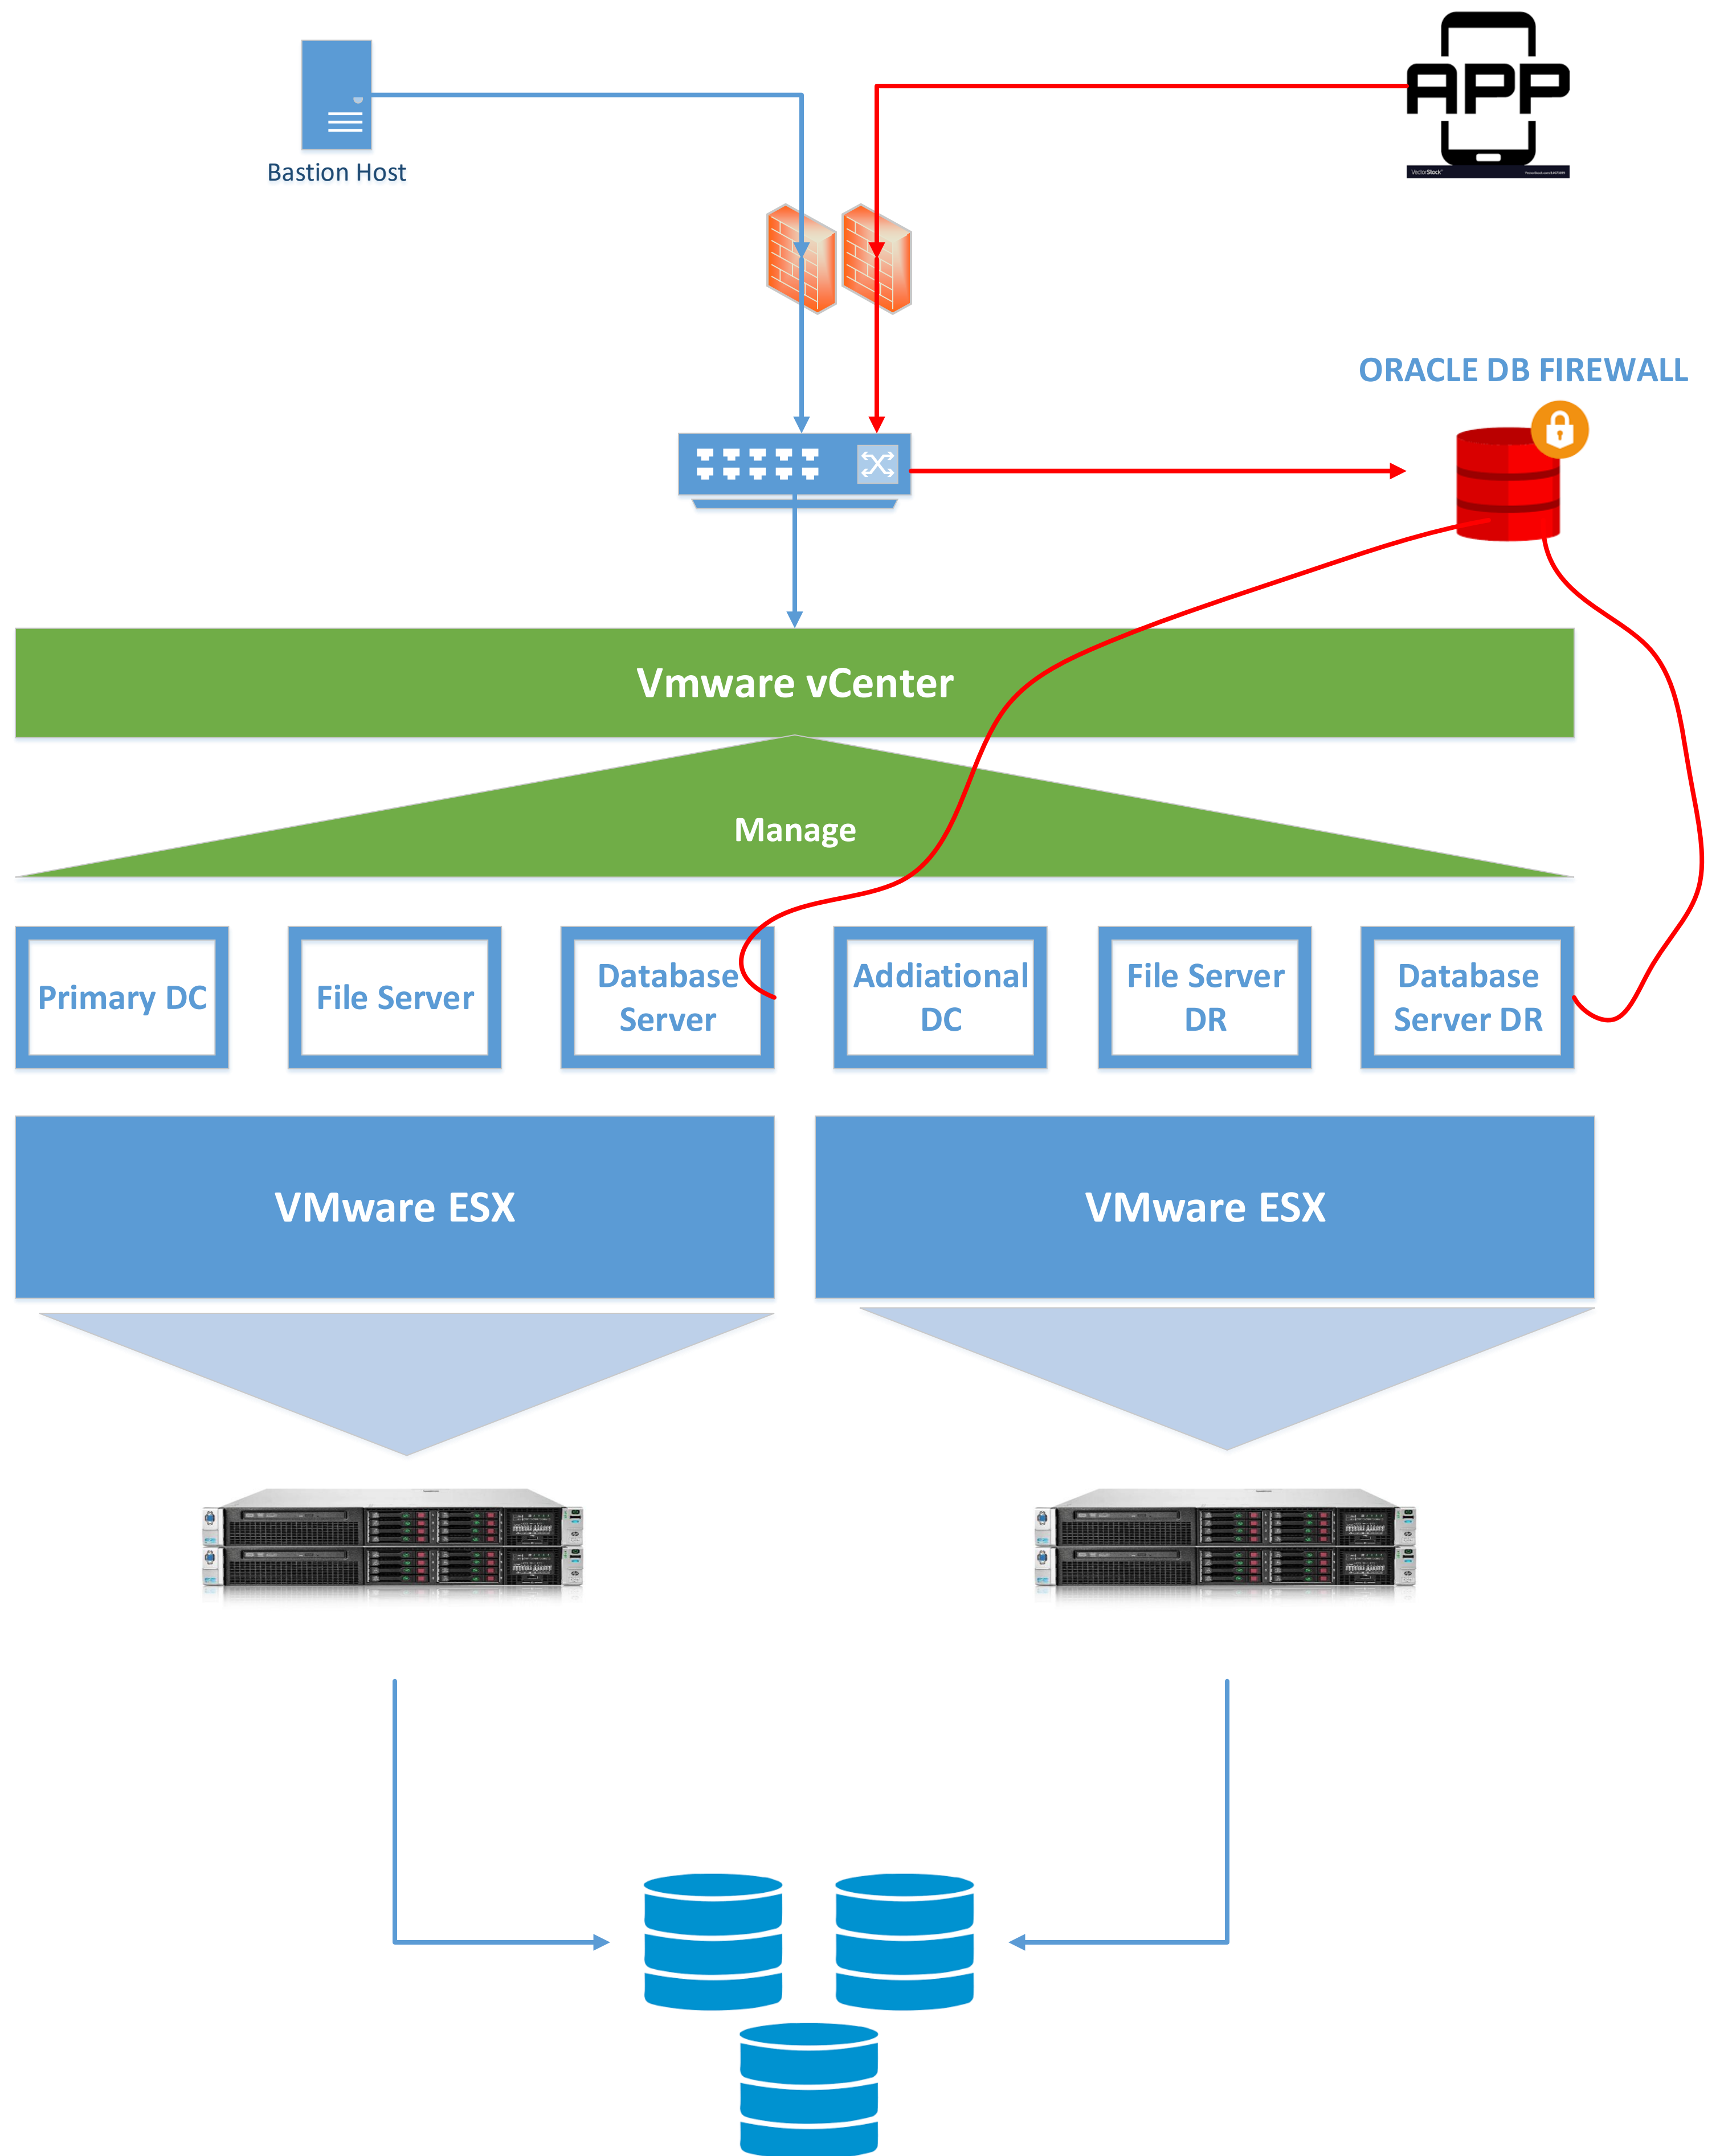 APP
VectorStock
Bastion Host
ORACLE DB FIREWALL
Vmware vCenter
Manage
Primary DC
File Server
Database
Server
Addiational
DC
File Server
DR
Database
Server DR
VMware ESX
VMware ESX